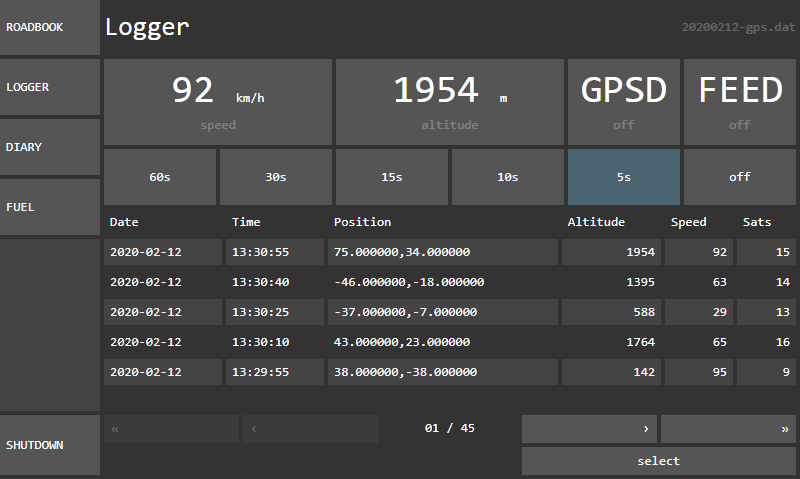 ROADBOOK
LOGGER
DIARY
FUEL
SHUTDOWN
Logger
20200212-gps.dat
92 km/h
speed
1954 m
altitude
GPSD
off
FEED
off
60s 30s 15s 10s 5s off
Date Time Position Altitude Speed Sats
2020-02-12 13:30:55 75.000000,34.000000 1954 92 15
2020-02-12 13:30:40 -46.000000,-18.000000 1395 63 14
2020-02-12 13:30:25 -37.000000,-7.000000 588 29 13
2020-02-12 13:30:10 43.000000,23.000000 1764 65 16
2020-02-12 13:29:55 38.000000,-38.000000 142 95 9
« ‹ 01 / 45 › »
select